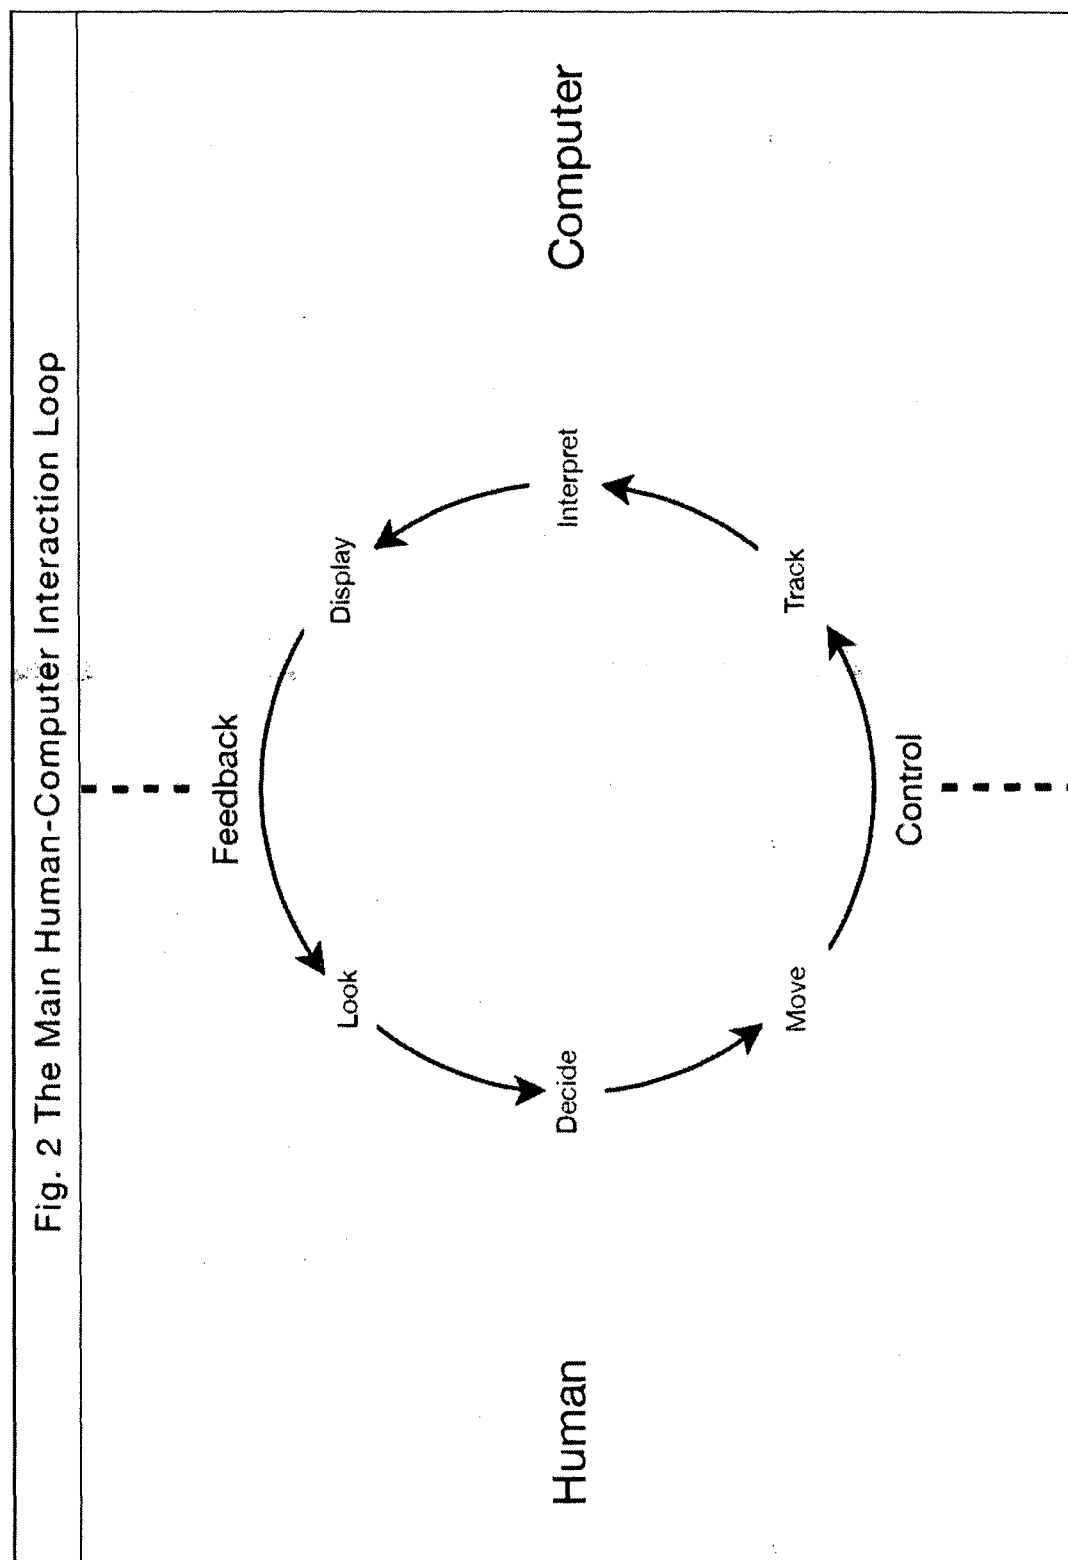 Fig. 2 The Main Human-Computer Interaction Loop
Feedback
Look
Display
Human
Decide
Interpret
Computer
Move
Track
Control